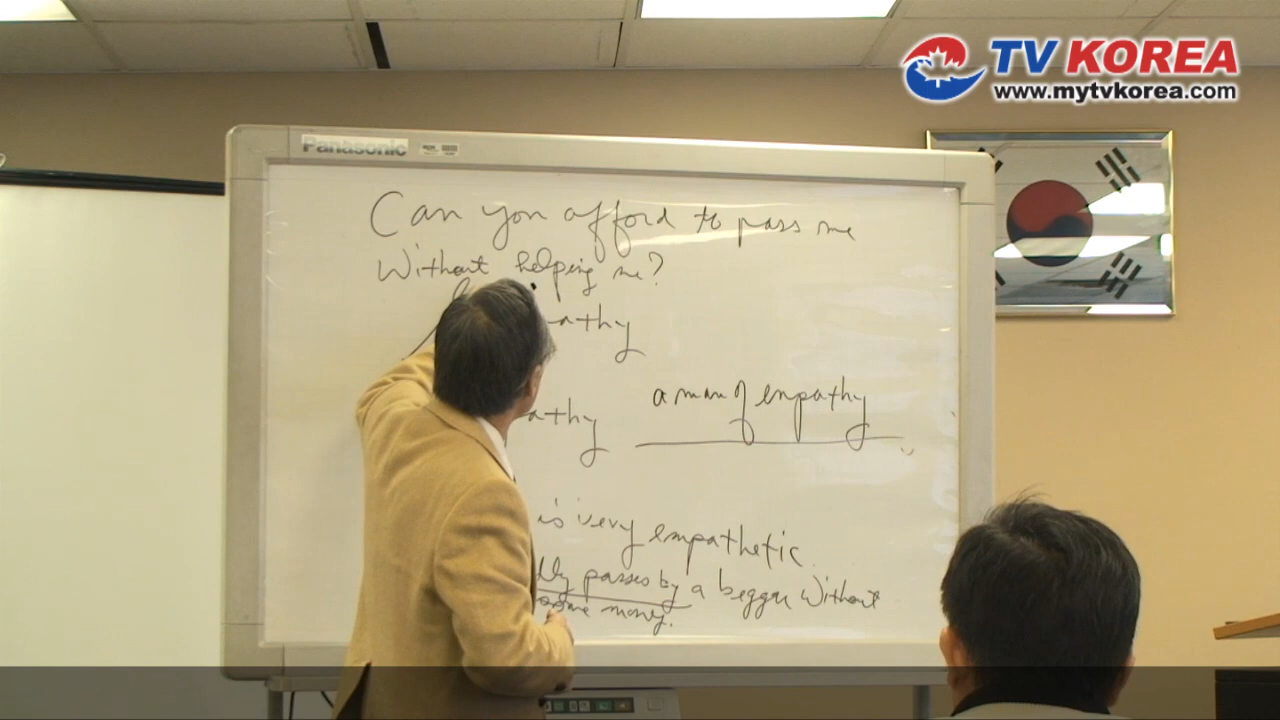 TV KOREA
www.mytvkorea.com
Panasonic
Can you afford to pass me
Without helping me?
athy
a man of empathy
athy
is very empathetic.
passes by a beggar without
some money.